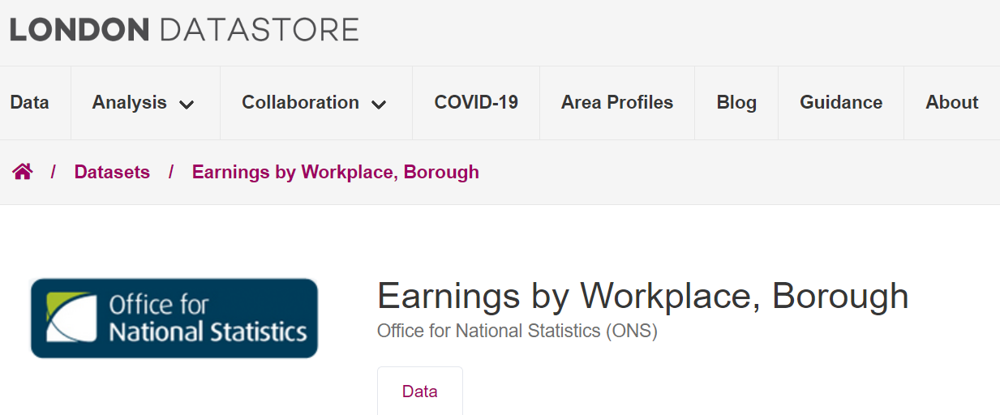 LONDON DATASTORE
Data Analysis Collaboration COVID-19 Area Profiles Blog Guidance About
/ Datasets / Earnings by Workplace, Borough
Office for
National Statistics
Earnings by Workplace, Borough
Office for National Statistics (ONS)
Data